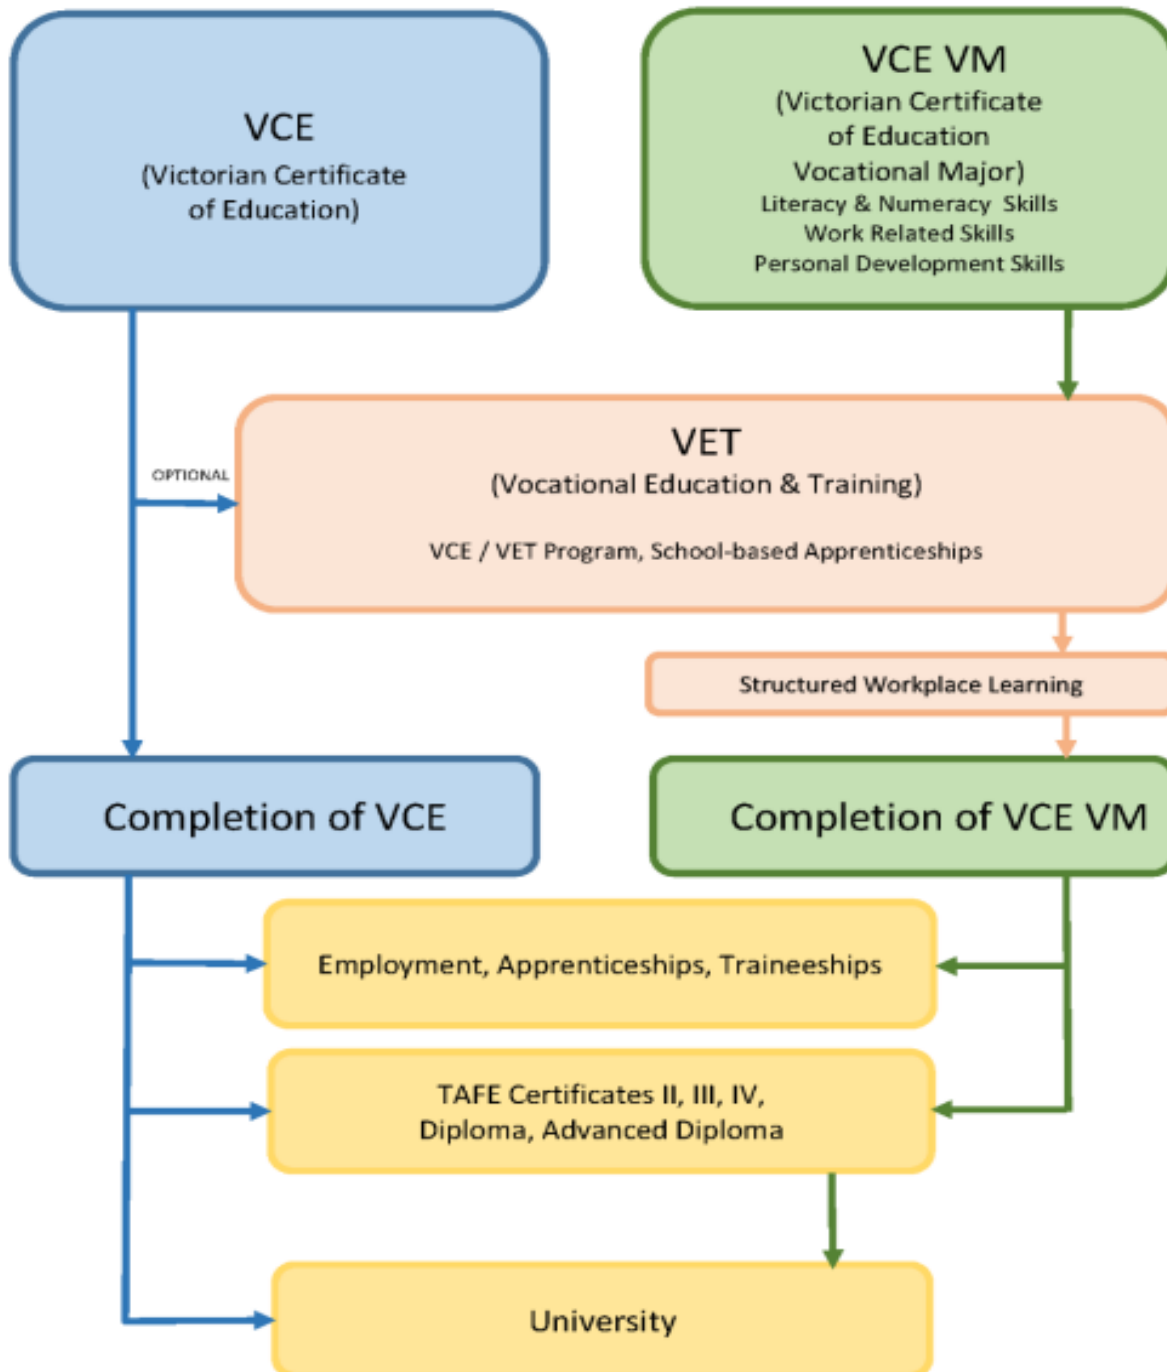 VCE
(Victorian Certificate
of Education)
VCE VM
(Victorian Certificate
of Education
Vocational Major)
Literacy & Numeracy Skills
Work Related Skills
Personal Development Skills
OPTIONAL
VET
(Vocational Education & Training)
VCE / VET Program, School-based Apprenticeships
Structured Workplace Learning
Completion of VCE
Completion of VCE VM
Employment, Apprenticeships, Traineeships
TAFE Certificates II, III, IV,
Diploma, Advanced Diploma
University